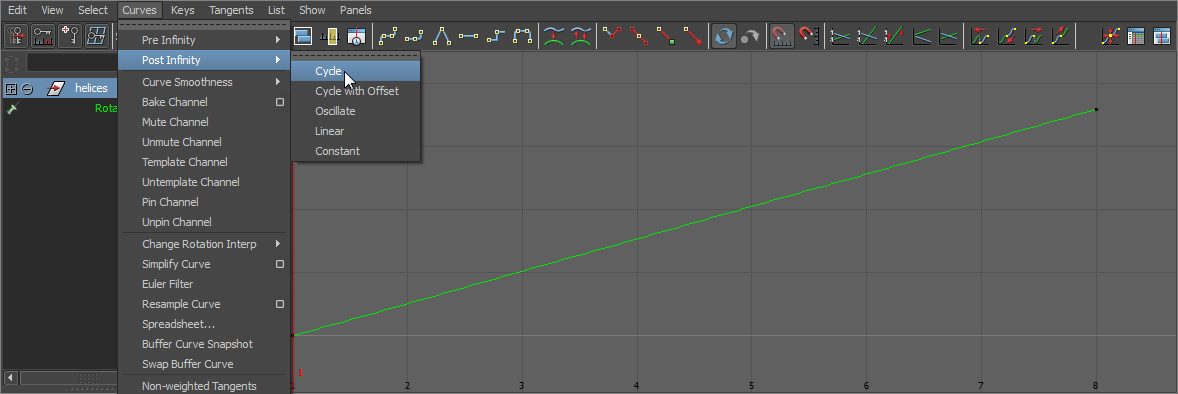 Edit View Select Curves Keys Tangents List Show Panels
Pre Infinity
Post Infinity
Cycle
Cycle with Offset
Oscillate
Linear
Constant
helices
Rota
Curve Smoothness
Bake Channel
Mute Channel
Unmute Channel
Template Channel
Untemplate Channel
Pin Channel
Unpin Channel
Change Rotation Interp
Simplify Curve
Euler Filter
Resample Curve
Spreadsheet...
Buffer Curve Snapshot
Swap Buffer Curve
Non-weighted Tangents
1
1 2 3 4 5 6 7 8